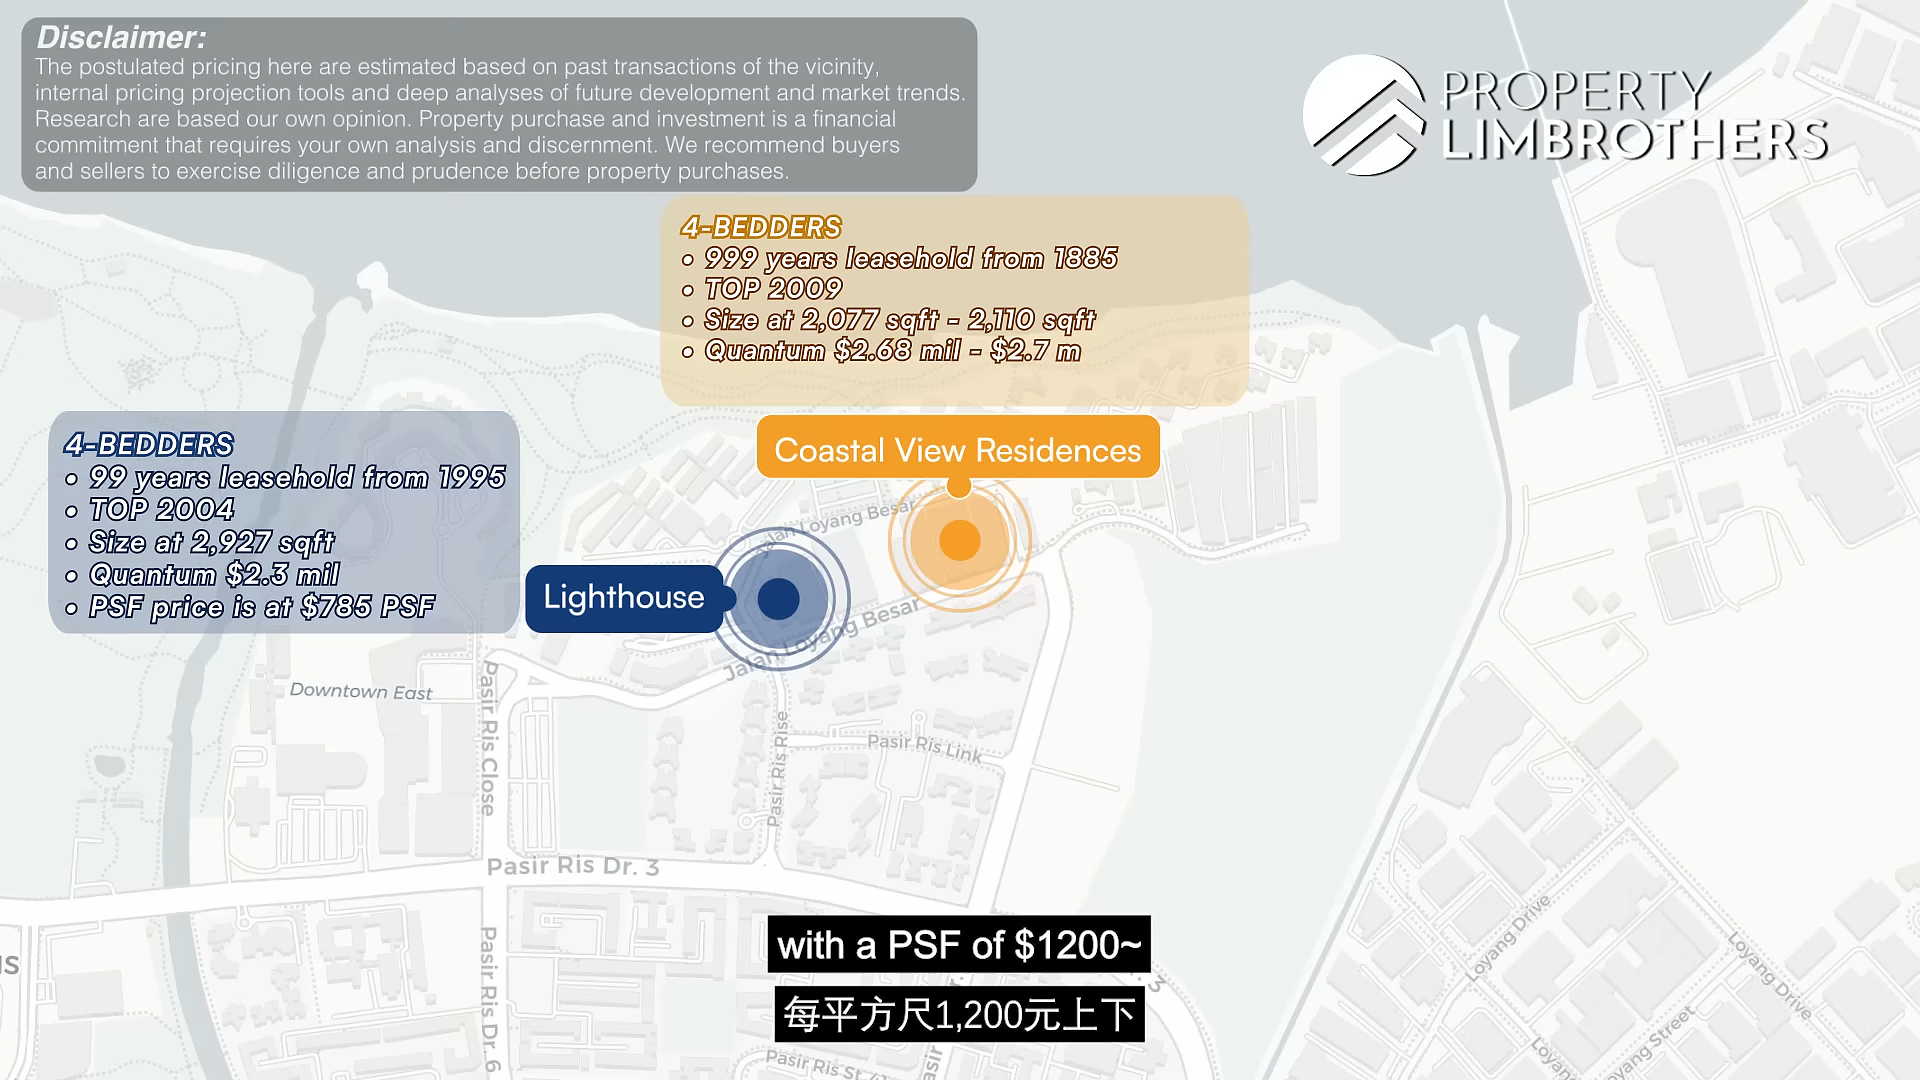 Disclaimer:
The postulated pricing here are estimated based on past transactions of the vicinity,
internal pricing projection tools and deep analyses of future development and market trends.
Research are based our own opinion. Property purchase and investment is a financial
commitment that requires your own analysis and discernment. We recommend buyers
and sellers to exercise diligence and prudence before property purchases.
PROPERTY
LIMBROTHERS
4-BEDDERS
• 999 years leasehold from 1885
• TOP 2009
• Size at 2,077 sqft - 2,110 sqft
• Quantum $2.68 mil - $2.7 m
Coastal View Residences
4-BEDDERS
• 99 years leasehold from 1995
• TOP 2004
• Size at 2,927 sqft
• Quantum $2.3 mil
• PSF price is at $785 PSF
Lighthouse
Jalan Loyang Besar
Jalan Loyang Besar
Downtown East
Pasir Ris Close
Pasir Ris Rise
Pasir Ris Link
Pasir Ris Dr. 3
Pasir Ris Dr. 6
Loyang Drive
Loyang Drive
with a PSF of $1200~
每平方尺1,200元上下